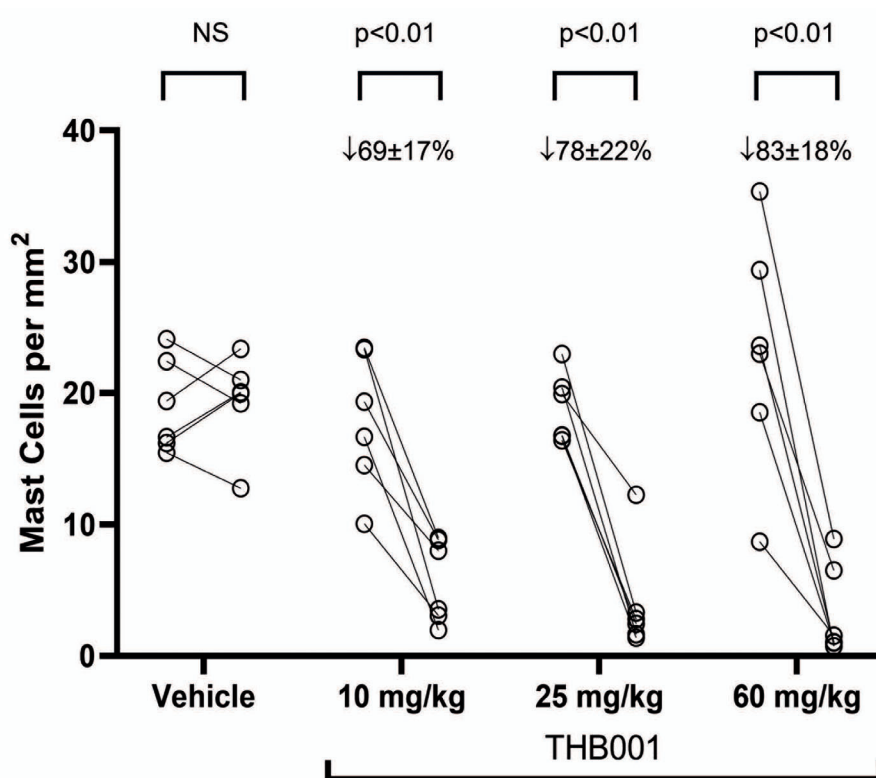 NS p<0.01 p<0.01 p<0.01
↓69±17% ↓78±22% ↓83±18%
40
30
20
10
0
Mast Cells per mm²
Vehicle 10 mg/kg 25 mg/kg 60 mg/kg
THB001